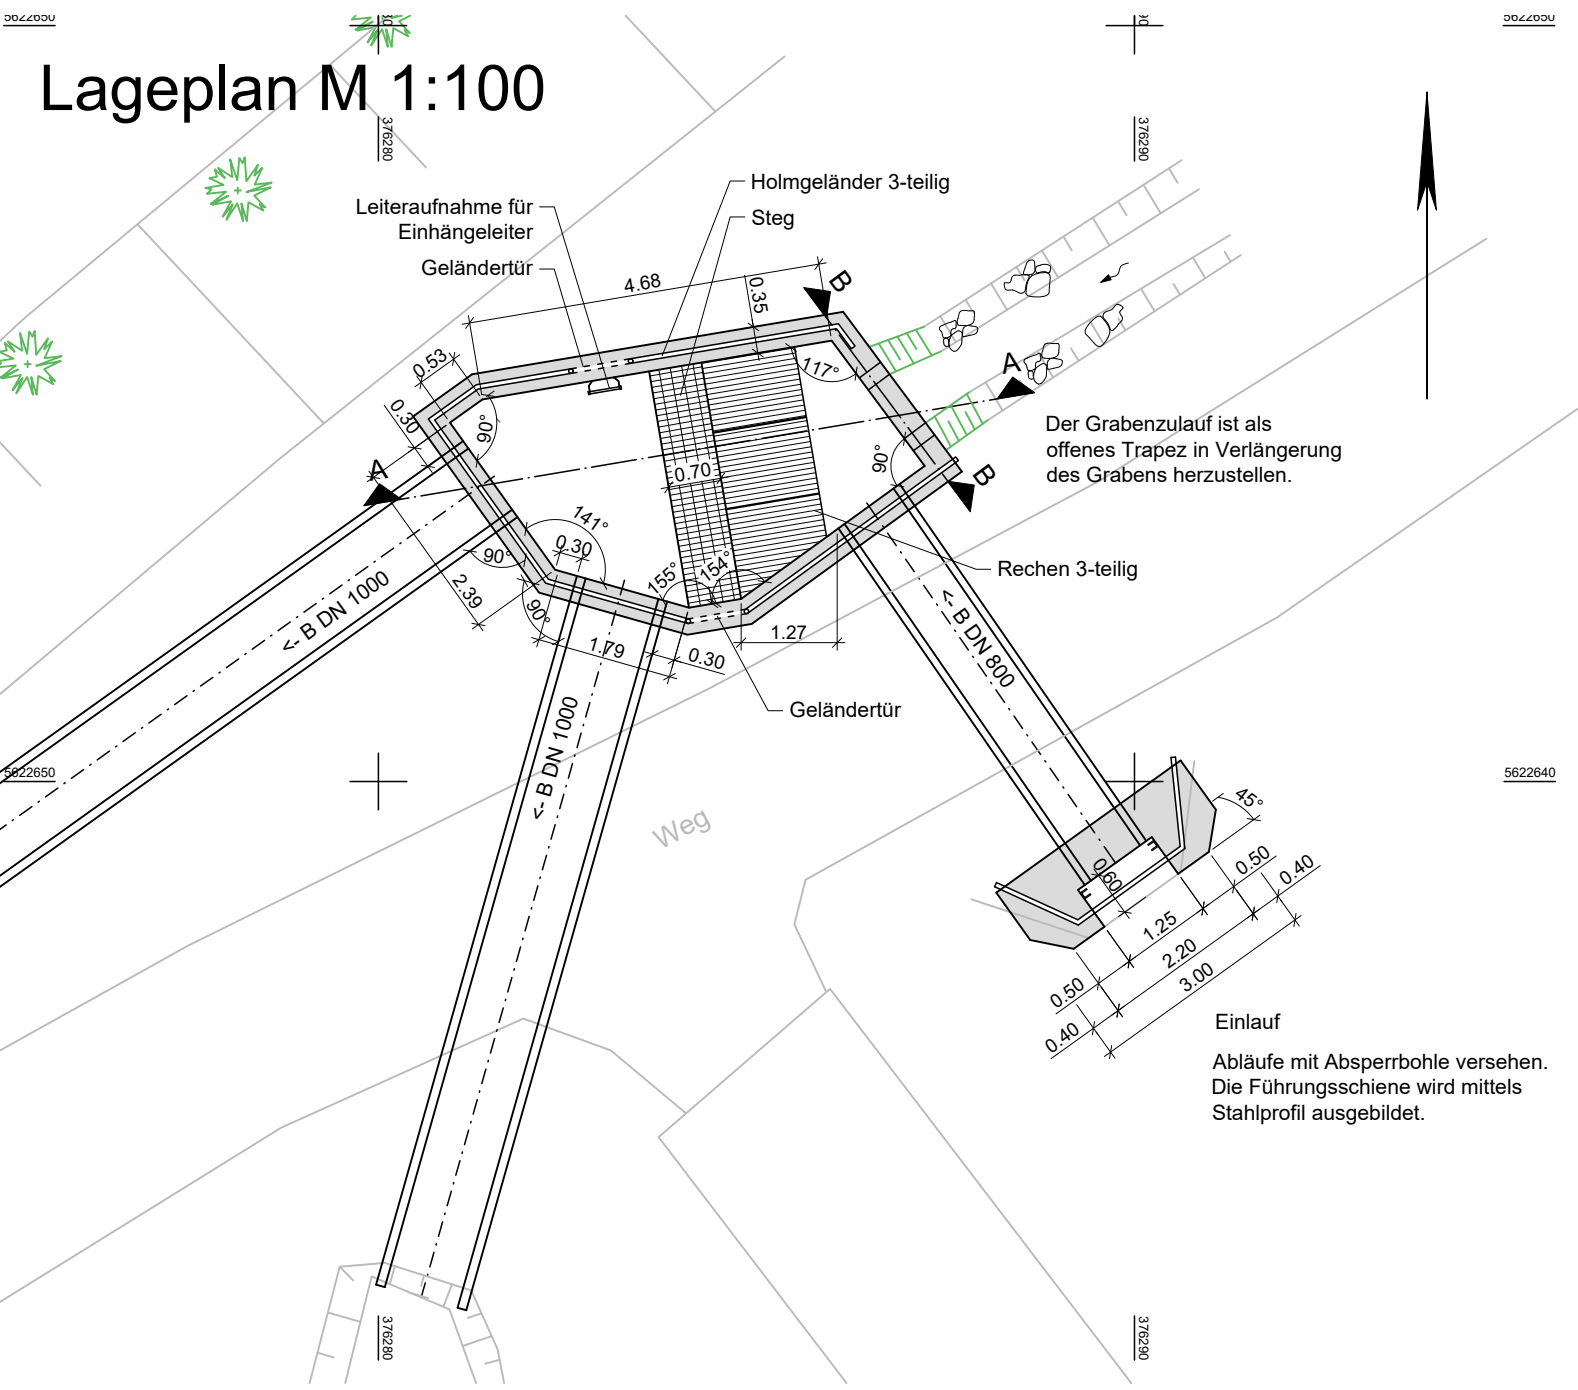 5622650
90
90
5622650
Lageplan M 1:100
376280
376290
Holmgeländer 3-teilig
Leiteraufnahme für
Einhängeleiter
Steg
Geländertür
4.68
0.35
B
0.53
117°
A
0.30
90°
Der Grabenzulauf ist als
offenes Trapez in Verlängerung
des Grabens herzustellen.
90°
A
0.70
B
141°
0.30
90°
155°
154°
Rechen 3-teilig
2.39
90°
<- B DN 1000
1.79
0.30
1.27
<- B DN 800
Geländertür
<- B DN 1000
5622650
5622640
Weg
45°
0.60
0.50
0.40
1.25
2.20
3.00
0.50
0.40
Einlauf
Abläufe mit Absperrbohle versehen.
Die Führungsschiene wird mittels
Stahlprofil ausgebildet.
376280
376290